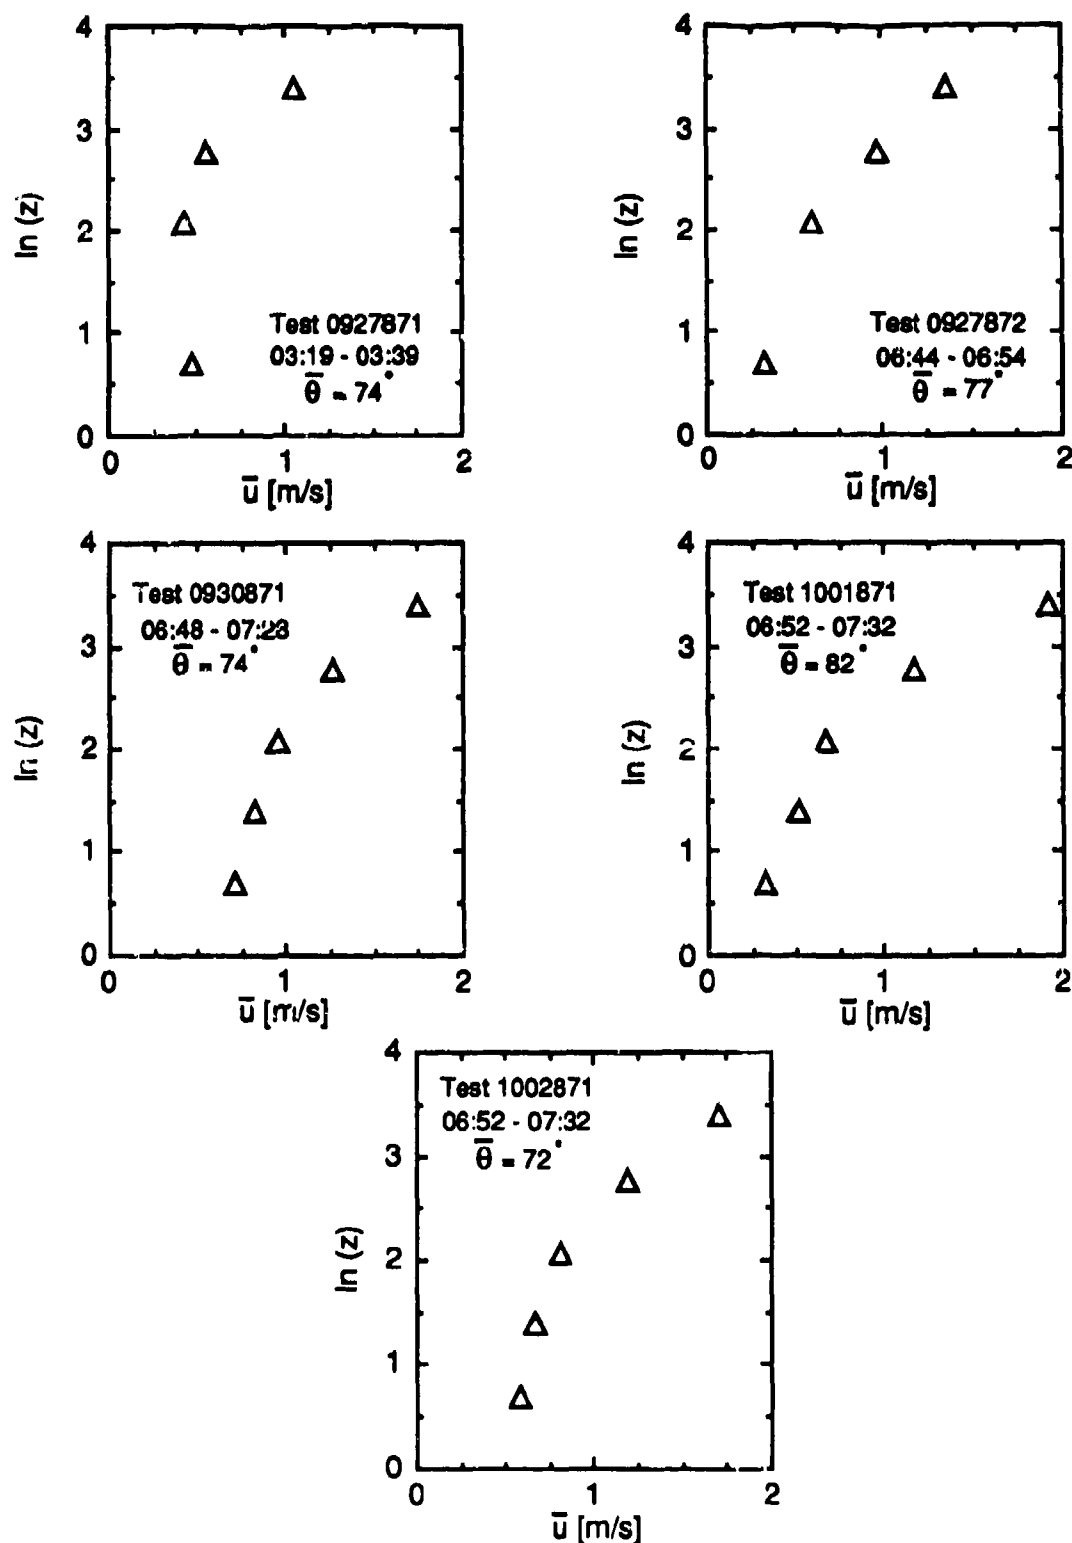 4
3
2
1
0
ln (z)
Test 0927871
03:19 - 03:39
θ̅ = 74°
0 1 2
u̅ [m/s]
4
3
2
1
0
ln (z)
Test 0927872
06:44 - 06:54
θ̅ = 77°
0 1 2
u̅ [m/s]
4
3
2
1
0
ln (z)
Test 0930871
06:48 - 07:23
θ̅ = 74°
0 1 2
u̅ [m/s]
4
3
2
1
0
ln (z)
Test 1001871
06:52 - 07:32
θ̅ = 82°
0 1 2
u̅ [m/s]
4
3
2
1
0
ln (z)
Test 1002871
06:52 - 07:32
θ̅ = 72°
0 1 2
u̅ [m/s]